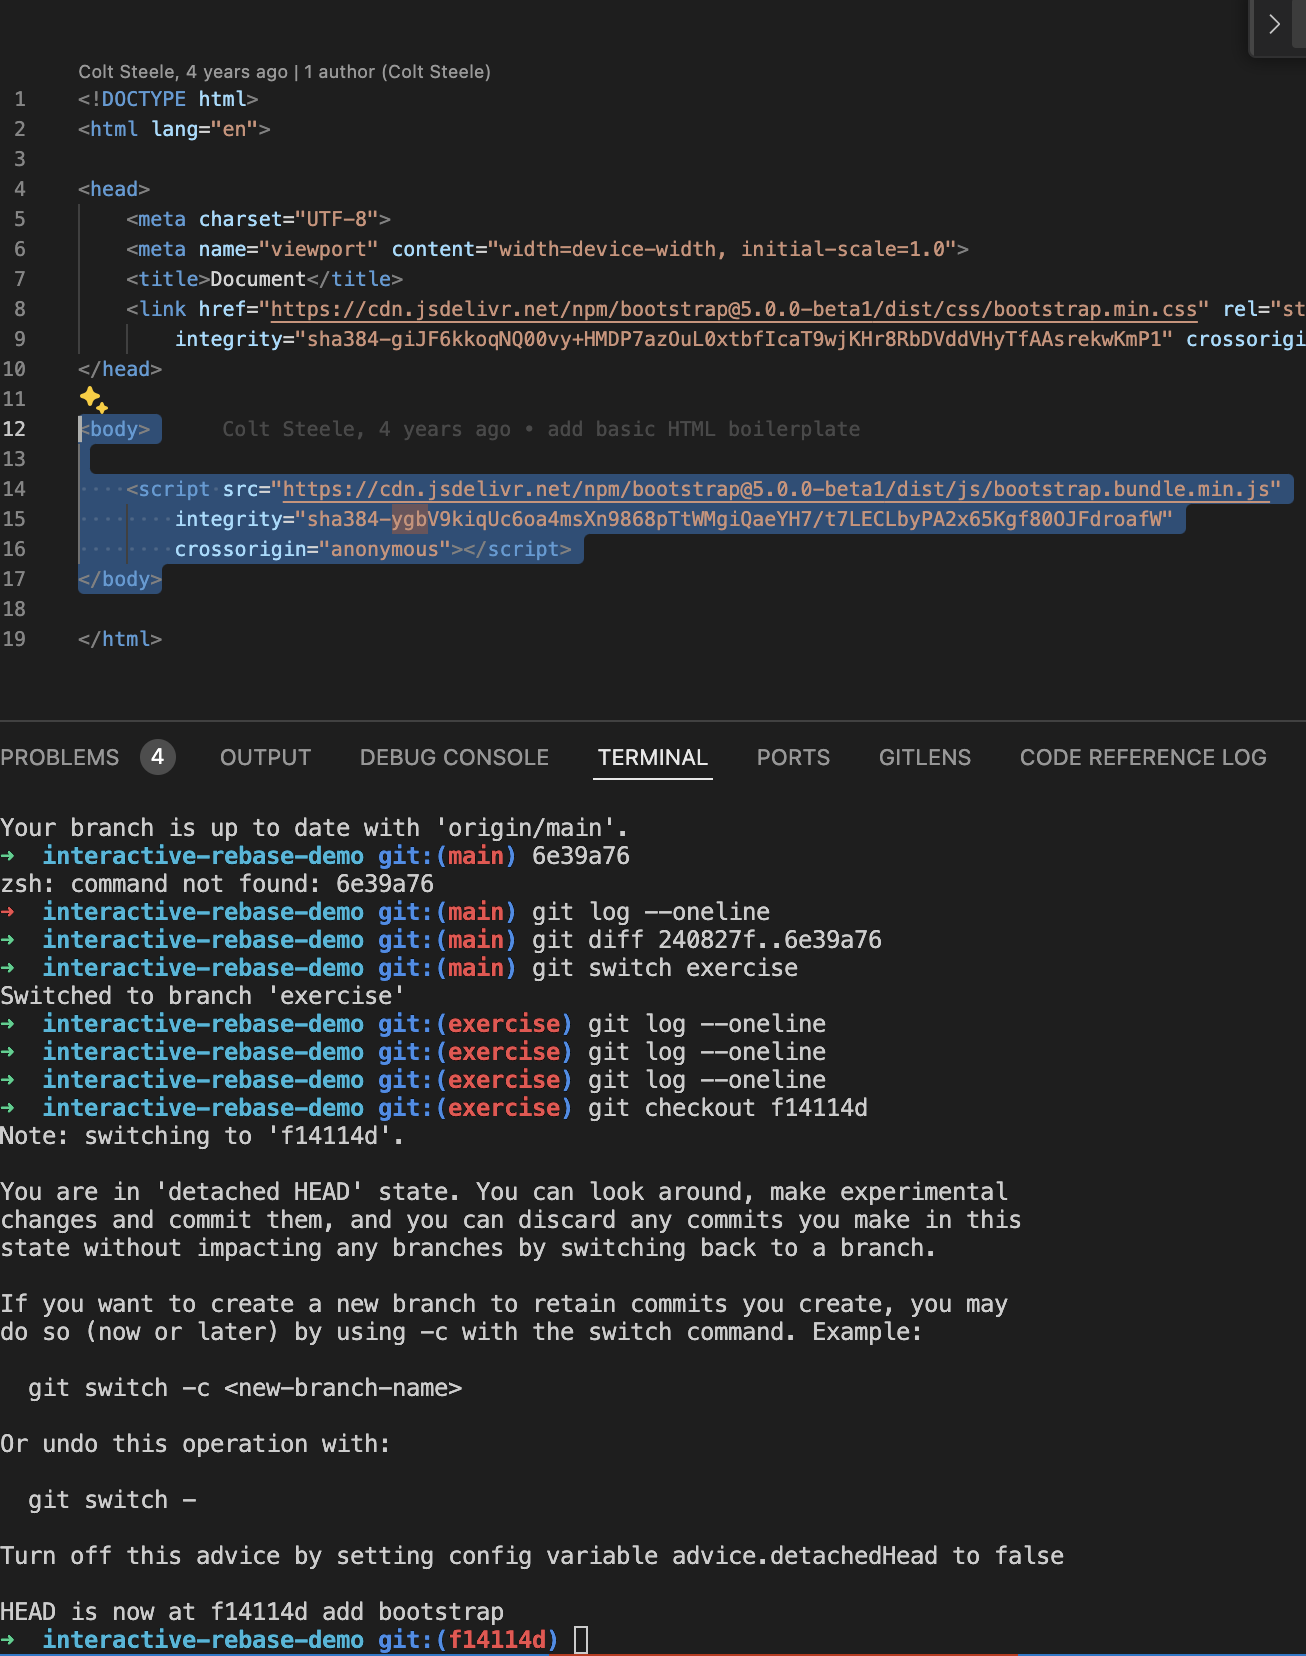 Colt Steele, 4 years ago | 1 author (Colt Steele)
1 <!DOCTYPE html>
2 <html lang="en">
3
4 <head>
5 <meta charset="UTF-8">
6 <meta name="viewport" content="width=device-width, initial-scale=1.0">
7 <title>Document</title>
8 <link href="https://cdn.jsdelivr.net/npm/bootstrap@5.0.0-beta1/dist/css/bootstrap.min.css" rel="st
9 integrity="sha384-giJF6kkoqNQ00vy+HMDP7azOuL0xtbfIcaT9wjKHr8RbDVddVHyTfAAsrekwKmP1" crossorigi
10 </head>
11
12 <body> Colt Steele, 4 years ago • add basic HTML boilerplate
13
14 <script src="https://cdn.jsdelivr.net/npm/bootstrap@5.0.0-beta1/dist/js/bootstrap.bundle.min.js"
15 integrity="sha384-ygbV9kiqUc6oa4msXn9868pTtWMgiQaeYH7/t7LECLbyPA2x65Kgf80OJFdroafW"
16 crossorigin="anonymous"></script>
17 </body>
18
19 </html>
PROBLEMS 4 OUTPUT DEBUG CONSOLE TERMINAL PORTS GITLENS CODE REFERENCE LOG
Your branch is up to date with 'origin/main'.
➜ interactive-rebase-demo git:(main) 6e39a76
zsh: command not found: 6e39a76
➜ interactive-rebase-demo git:(main) git log --oneline
➜ interactive-rebase-demo git:(main) git diff 240827f..6e39a76
➜ interactive-rebase-demo git:(main) git switch exercise
Switched to branch 'exercise'
➜ interactive-rebase-demo git:(exercise) git log --oneline
➜ interactive-rebase-demo git:(exercise) git log --oneline
➜ interactive-rebase-demo git:(exercise) git log --oneline
➜ interactive-rebase-demo git:(exercise) git checkout f14114d
Note: switching to 'f14114d'.
You are in 'detached HEAD' state. You can look around, make experimental
changes and commit them, and you can discard any commits you make in this
state without impacting any branches by switching back to a branch.
If you want to create a new branch to retain commits you create, you may
do so (now or later) by using -c with the switch command. Example:
git switch -c <new-branch-name>
Or undo this operation with:
git switch -
Turn off this advice by setting config variable advice.detachedHead to false
HEAD is now at f14114d add bootstrap
➜ interactive-rebase-demo git:(f14114d)